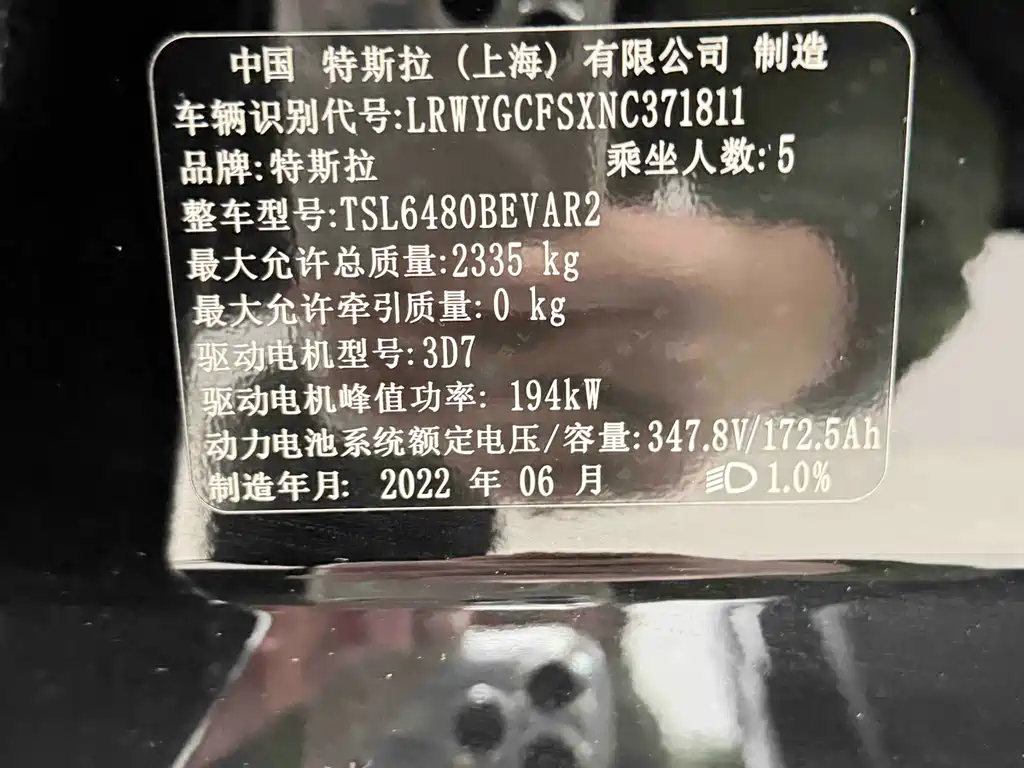 中国 特斯拉（上海）有限公司 制造
车辆识别代号:LRWYGCFSXNC371811
品牌:特斯拉 乘坐人数:5
整车型号:TSL6480BEVAR2
最大允许总质量:2335 kg
最大允许牵引质量:0 kg
驱动电机型号:3D7
驱动电机峰值功率: 194kW
动力电池系统额定电压/容量:347.8V/172.5Ah
制造年月: 2022 年 06 月 1.0%